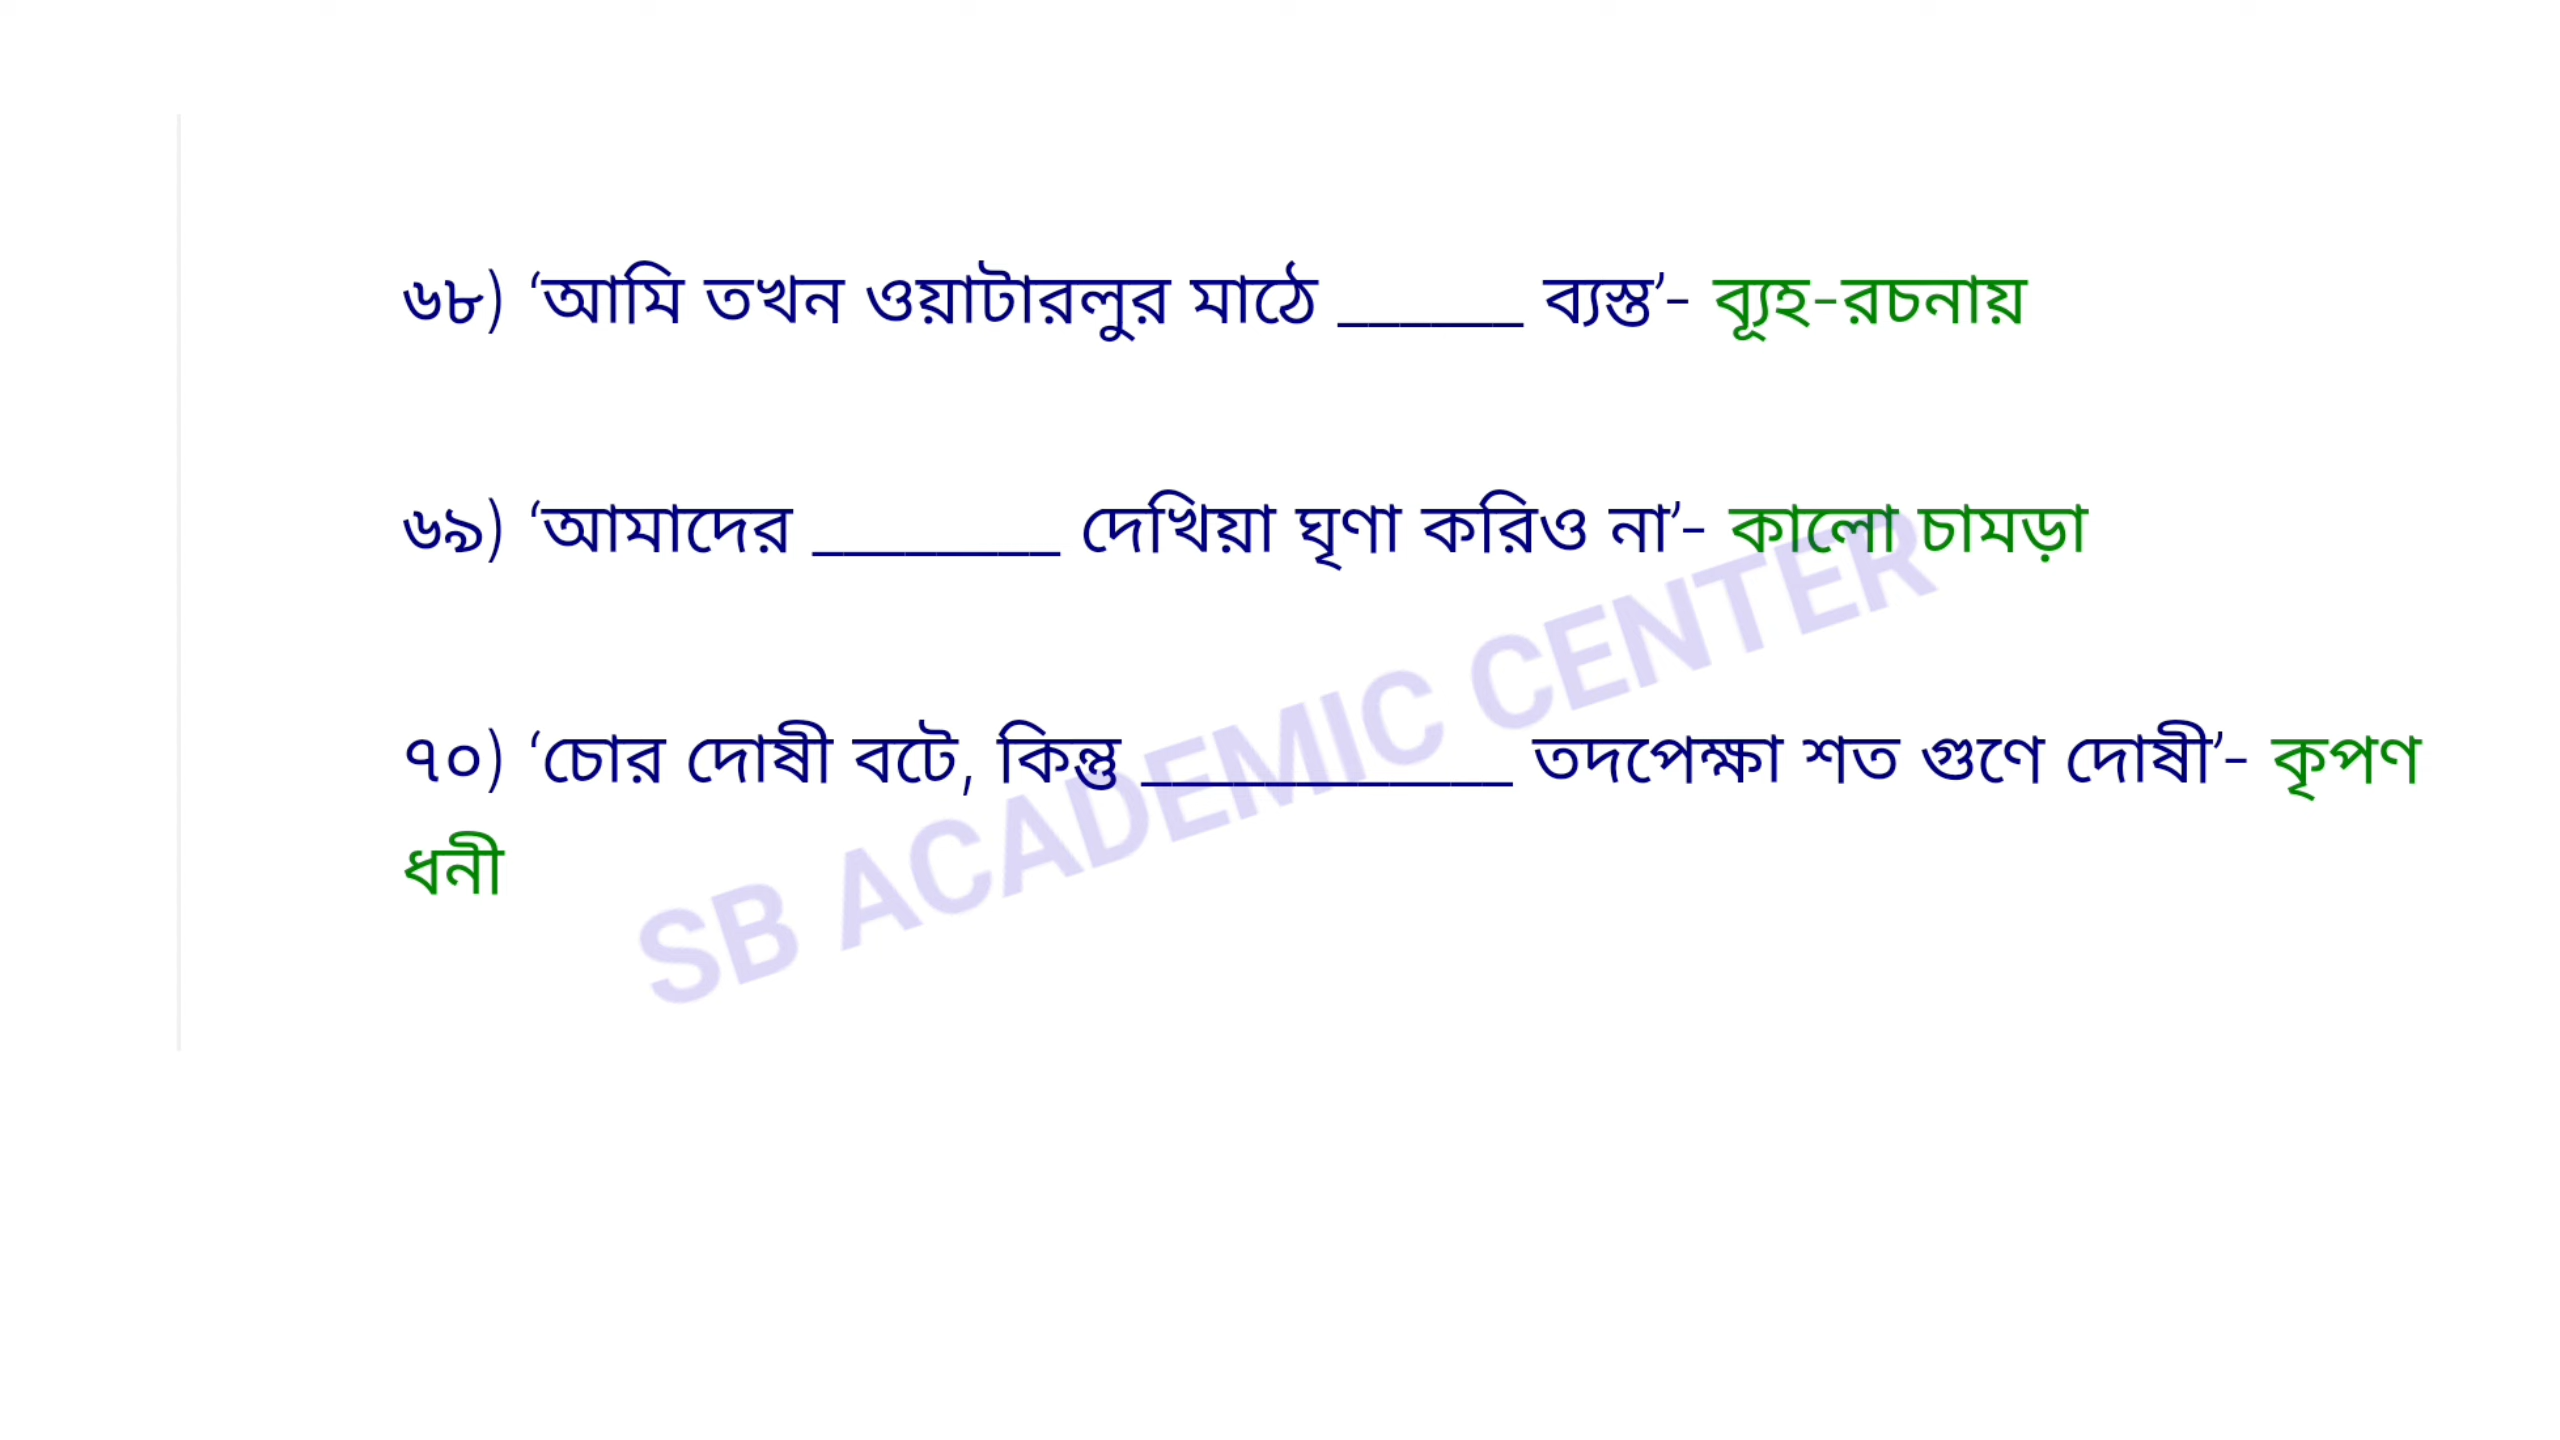 ৬৮) ‘আমি তখন ওয়াটারলুর মাঠে ______ ব্যস্ত’- ব্যূহ-রচনায়
৬৯) ‘আমাদের ________ দেখিয়া ঘৃণা করিও না’- কালো চামড়া
৭০) ‘চোর দোষী বটে, কিন্তু ____________ তদপেক্ষা শত গুণে দোষী’- কৃপণ
ধনী
SB ACADEMIC CENTER